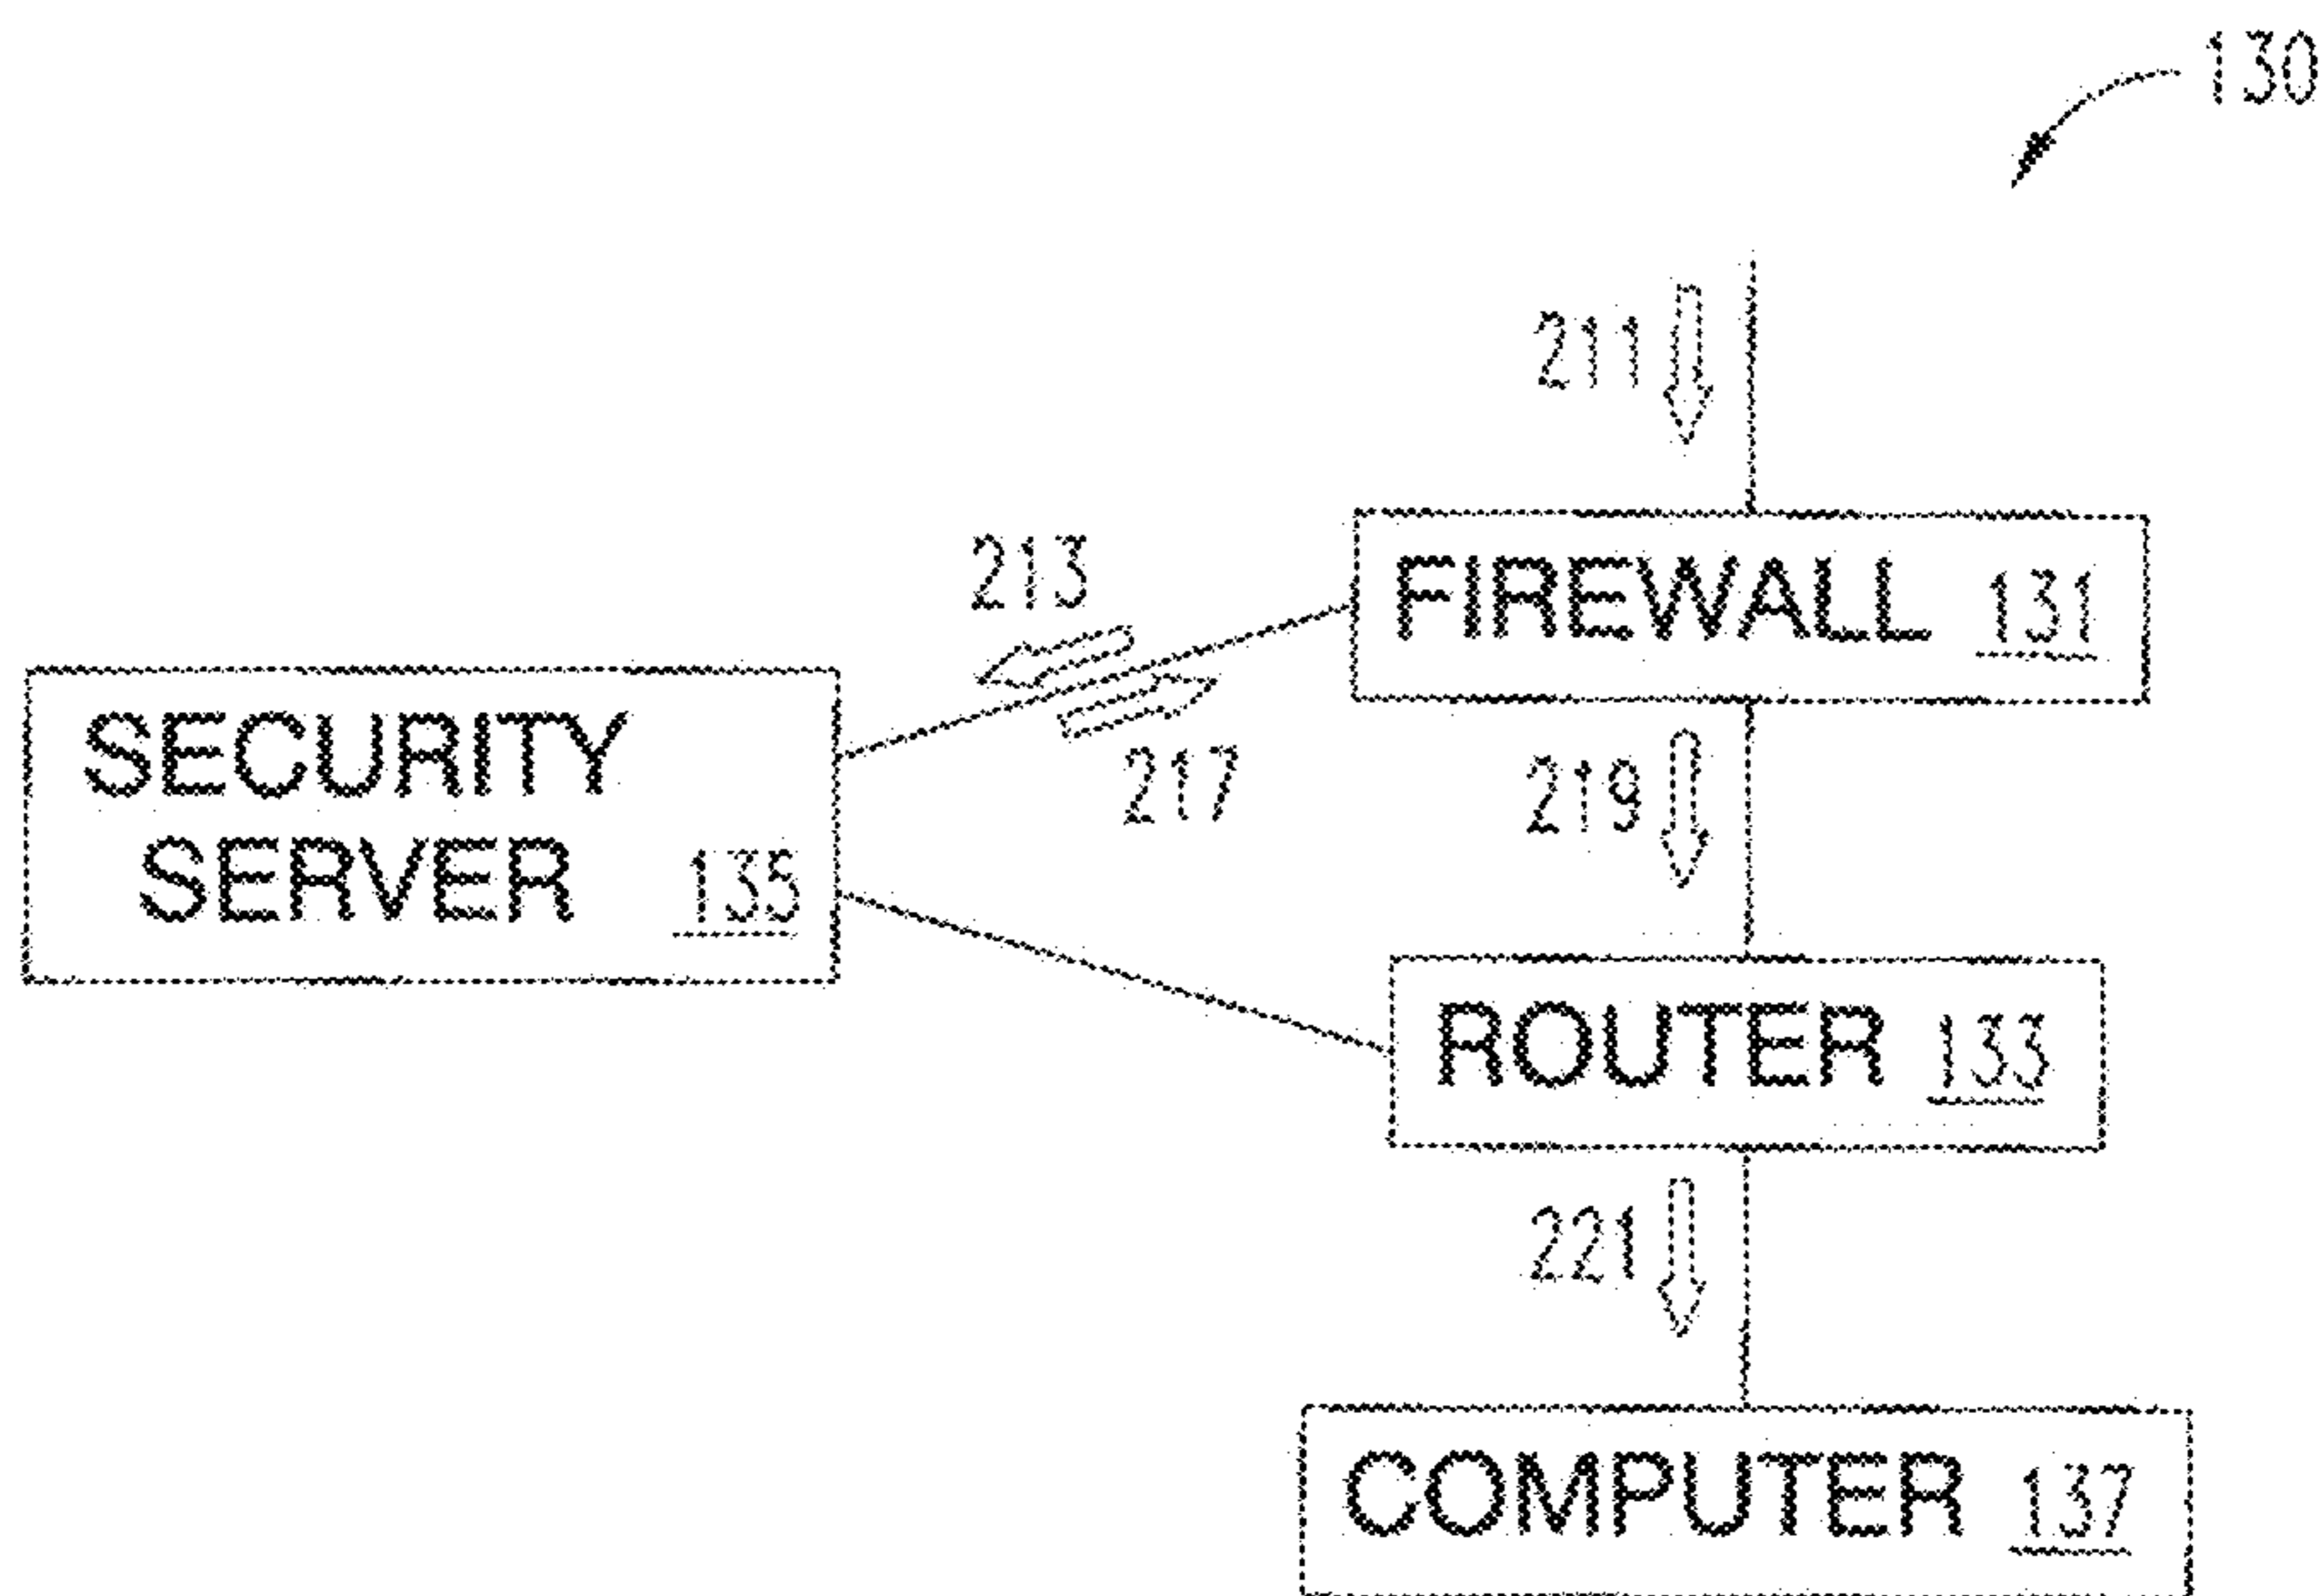 130
211
213
FIREWALL 131
SECURITY
SERVER 135
217
219
ROUTER 133
221
COMPUTER 137